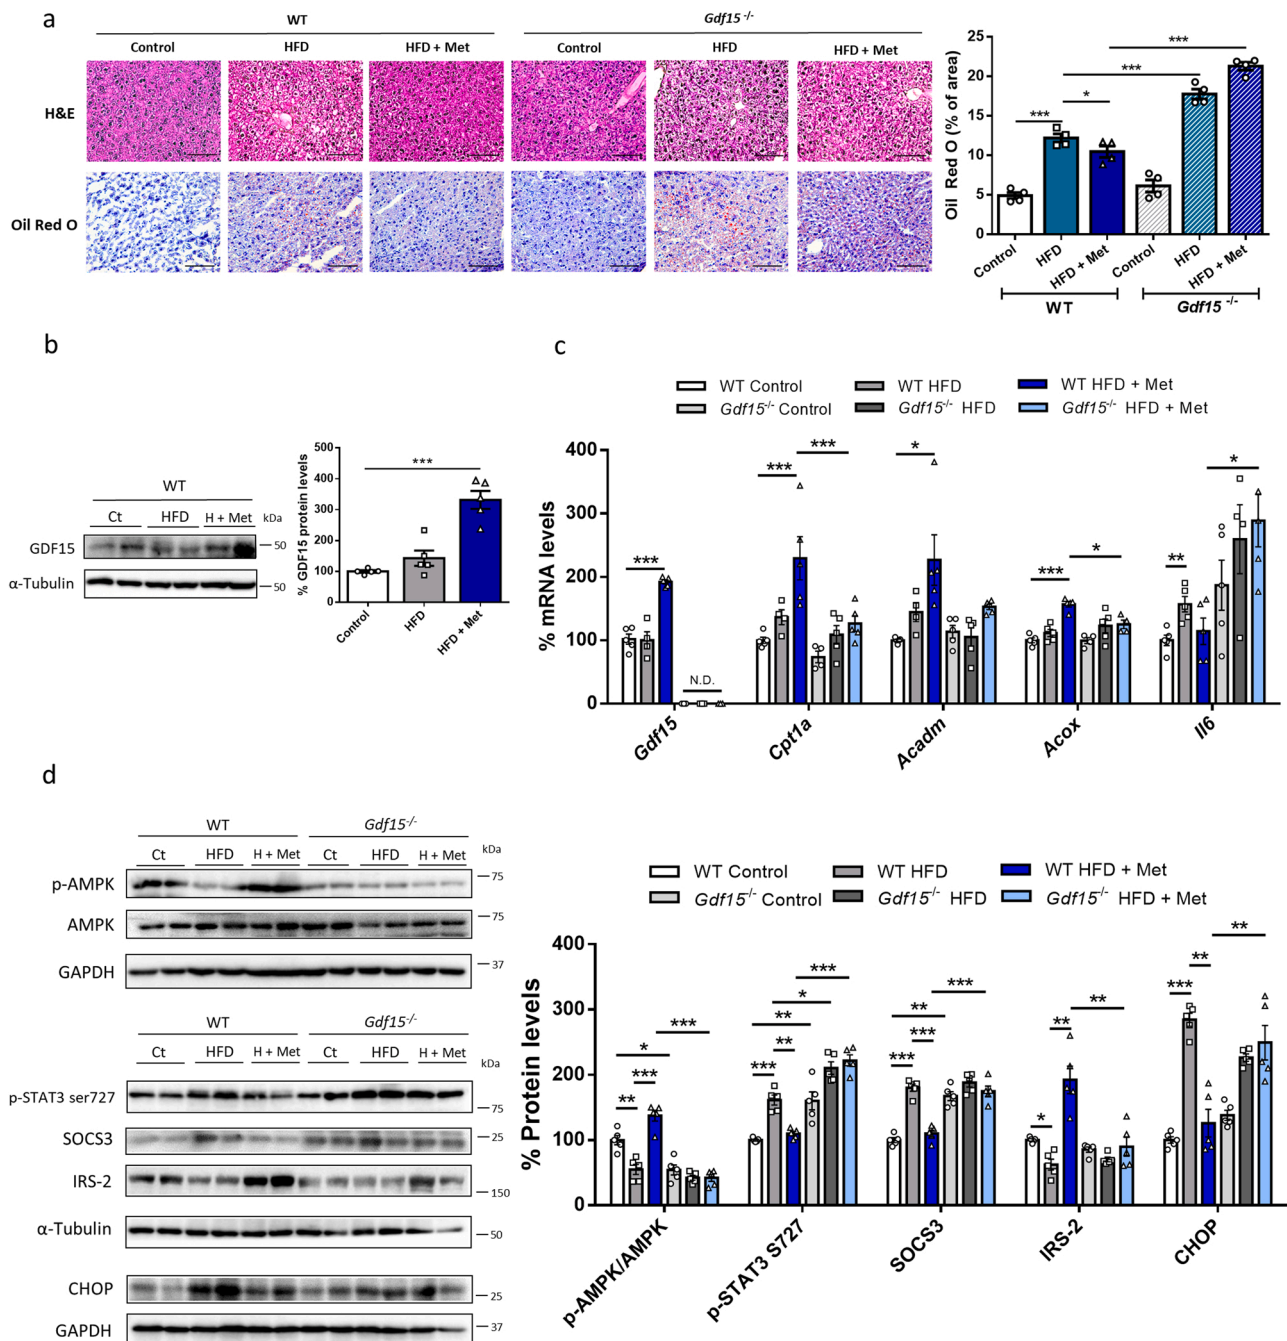 a
WT
Gdf15 -/-
Control
HFD
HFD + Met
Control
HFD
HFD + Met
H&E
Oil Red O
Oil Red O (% of area)
25
20
15
10
5
0
***
***
*
***
Control
HFD
HFD + Met
Control
HFD
HFD + Met
WT
Gdf15 -/-
b
WT
Ct
HFD
H + Met
kDa
GDF15
50
α-Tubulin
50
% GDF15 protein levels
500
400
300
200
100
0
***
Control
HFD
HFD + Met
c
WT Control
WT HFD
WT HFD + Met
Gdf15-/- Control
Gdf15-/- HFD
Gdf15-/- HFD + Met
% mRNA levels
400
300
200
100
0
***
N.D.
***
***
*
***
*
**
*
Gdf15
Cpt1a
Acadm
Acox
Il6
d
WT
Gdf15-/-
Ct
HFD
H + Met
Ct
HFD
H + Met
kDa
p-AMPK
75
AMPK
75
GAPDH
37
WT
Gdf15-/-
Ct
HFD
H + Met
Ct
HFD
H + Met
kDa
p-STAT3 ser727
75
SOCS3
25
IRS-2
150
α-Tubulin
50
CHOP
25
GAPDH
37
WT Control
WT HFD
WT HFD + Met
Gdf15-/- Control
Gdf15-/- HFD
Gdf15-/- HFD + Met
% Protein levels
400
300
200
100
0
***
*
***
**
***
*
**
***
**
***
**
***
***
**
**
*
**
**
***
p-AMPK/AMPK
p-STAT3 S727
SOCS3
IRS-2
CHOP